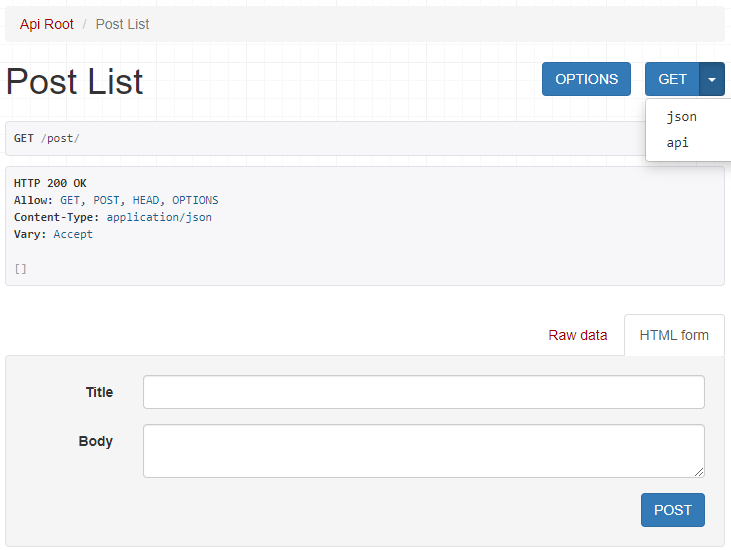 Api Root / Post List
Post List
OPTIONS
GET
json
api
GET /post/
HTTP 200 OK
Allow: GET, POST, HEAD, OPTIONS
Content-Type: application/json
Vary: Accept
[]
Raw data
HTML form
Title
Body
POST